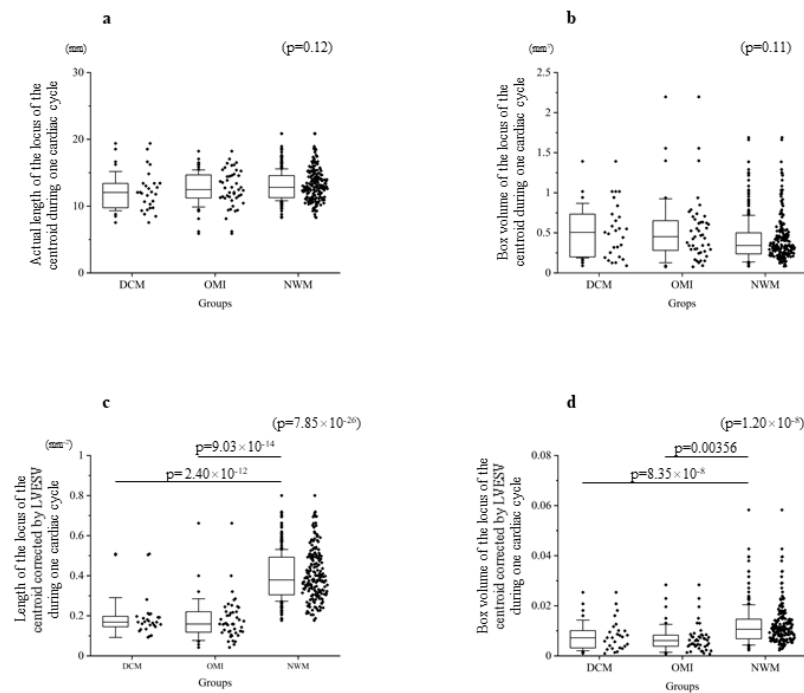 a
(mm)
(p=0.12)
Actual length of the locus of the
centroid during one cardiac cycle
30
20
10
0
DCM OMI NWM
Groups
b
(mm³)
(p=0.11)
Box volume of the locus of the
centroid during one cardiac cycle
2.5
2
1.5
1
0.5
0
DCM OMI NWM
Grops
c
(mm⁻²)
(p=7.85×10⁻²⁶)
p=9.03×10⁻¹⁴
p=2.40×10⁻¹²
Length of the locus of the
centroid corrected by LVESV
during one cardiac cycle
1
0.8
0.6
0.4
0.2
0
DCM OMI NWM
Groups
d
(p=1.20×10⁻⁸)
p=0.00356
p=8.35×10⁻⁸
Box volume of the locus of the
centroid corrected by LVESV
during one cardiac cycle
0.08
0.06
0.04
0.02
0
DCM OMI NWM
Groups